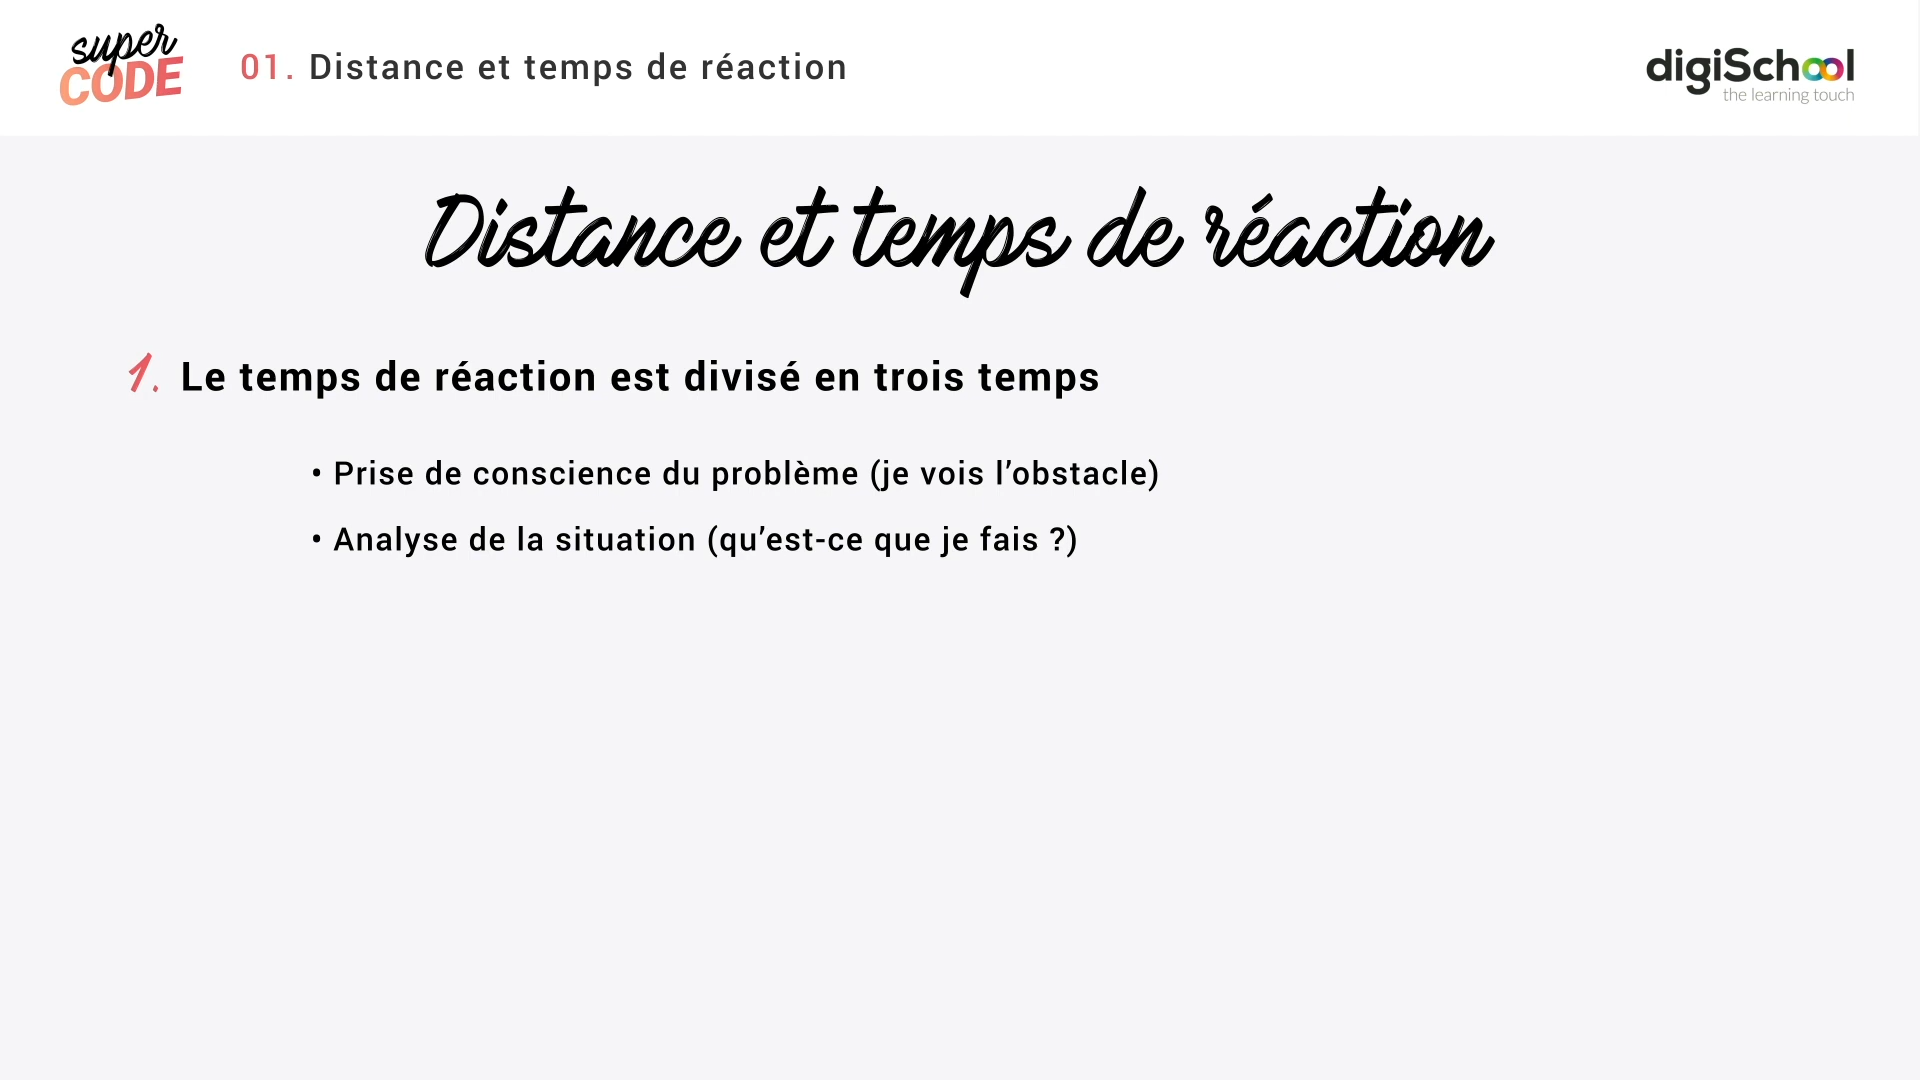 super
CODE
01. Distance et temps de réaction
digiSchool
the learning touch
Distance et temps de réaction
1. Le temps de réaction est divisé en trois temps
• Prise de conscience du problème (je vois l’obstacle)
• Analyse de la situation (qu’est-ce que je fais ?)